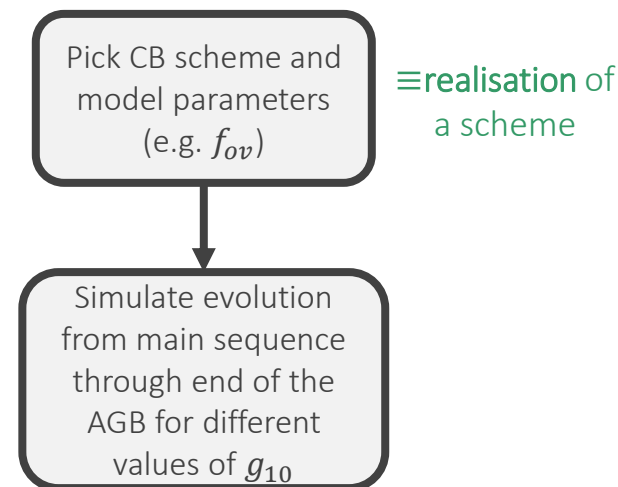 Pick CB scheme and
model parameters
(e.g. f_ov)
≡realisation of
a scheme
Simulate evolution
from main sequence
through end of the
AGB for different
values of g_10